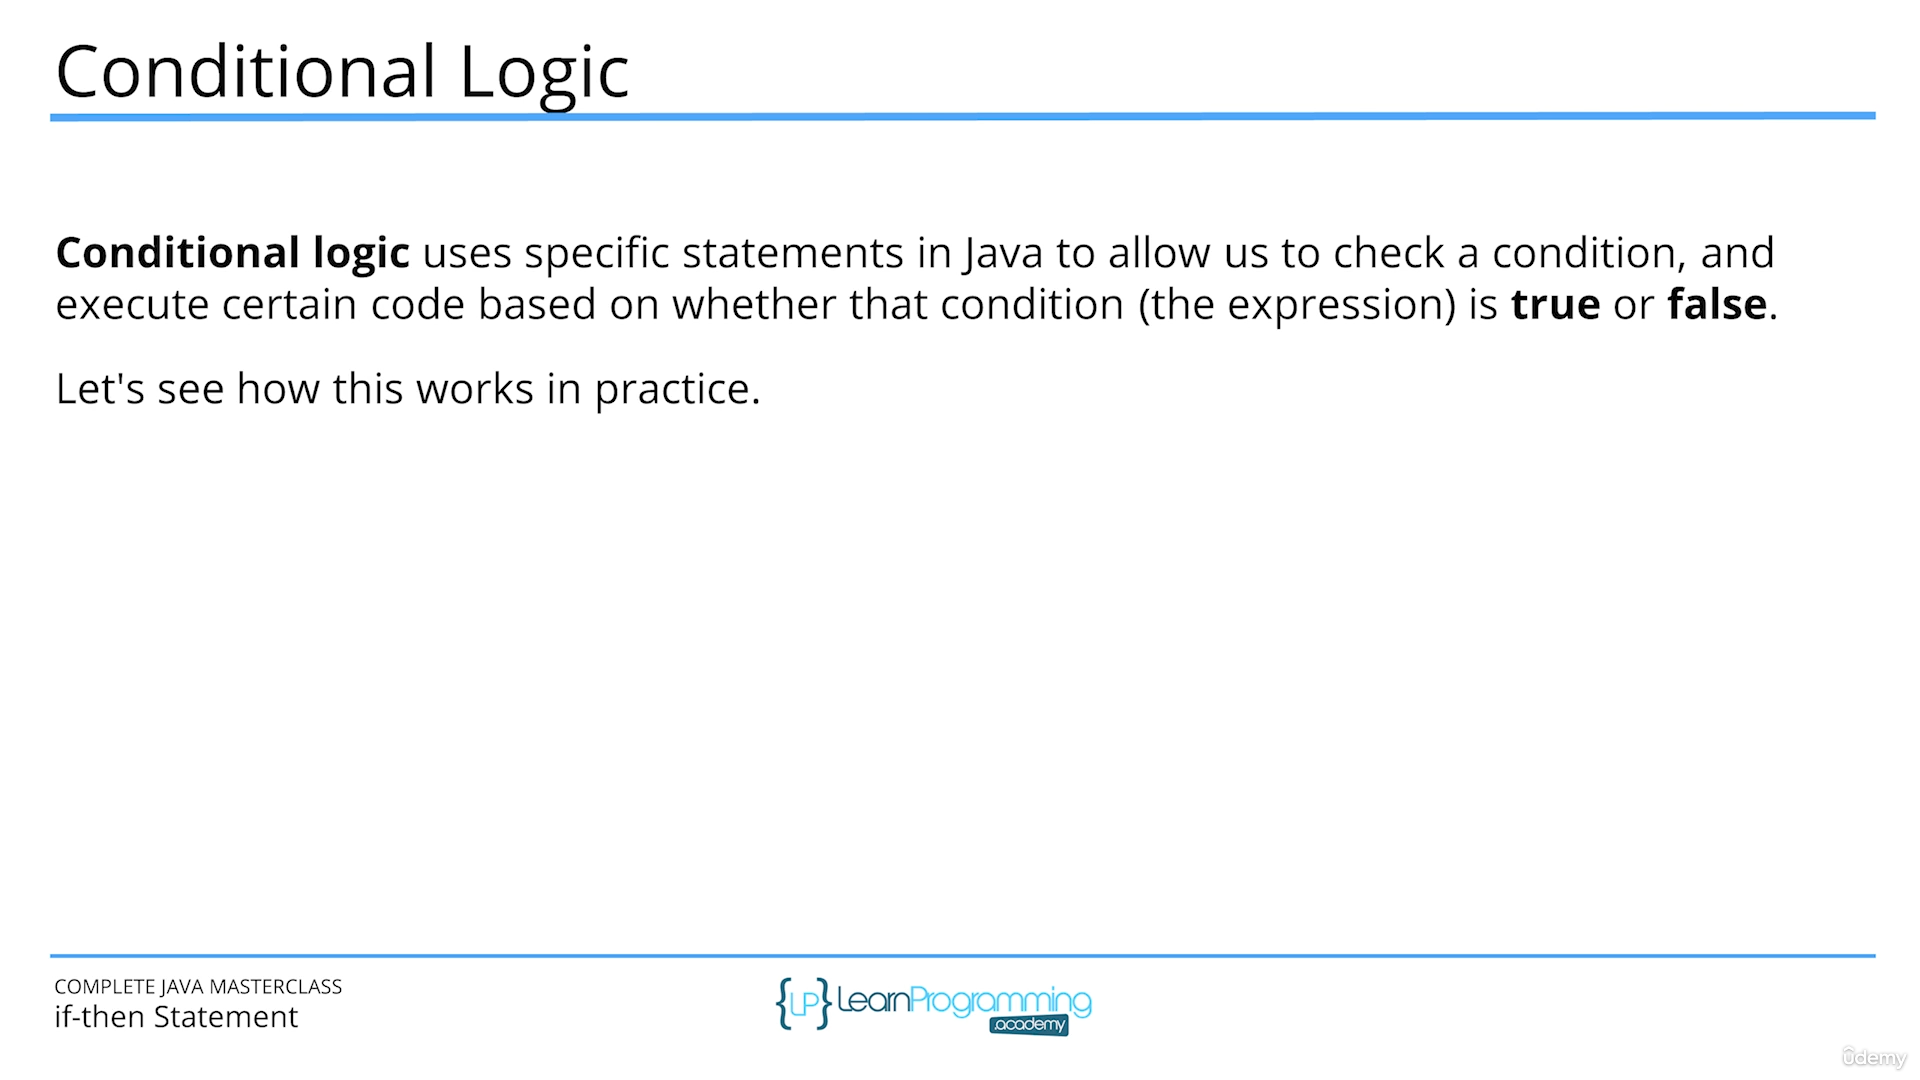 Conditional Logic
Conditional logic uses specific statements in Java to allow us to check a condition, and
execute certain code based on whether that condition (the expression) is true or false.
Let's see how this works in practice.
COMPLETE JAVA MASTERCLASS
if-then Statement
{LP} LearnProgramming
.academy
ûdemy